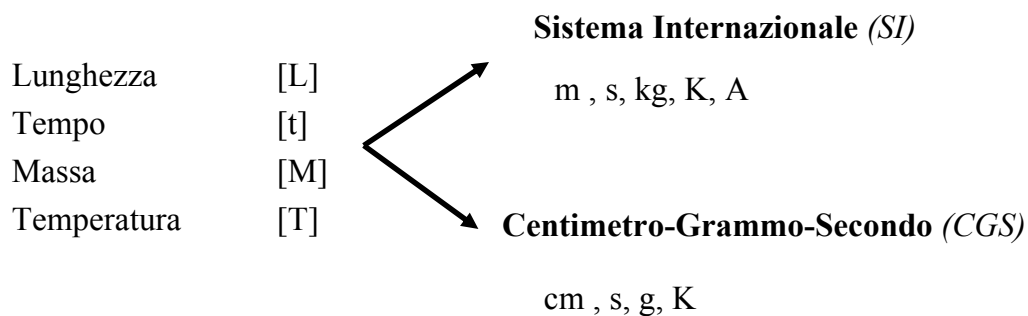 Sistema Internazionale (SI)
Lunghezza [L]
m , s, kg, K, A
Tempo [t]
Massa [M]
Temperatura [T]
Centimetro-Grammo-Secondo (CGS)
cm , s, g, K